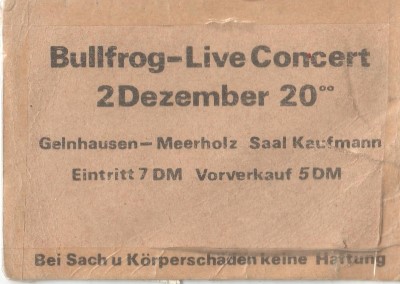 Bullfrog-Live Concert
2 Dezember 20°°
Gelnhausen - Meerholz Saal Kaufmann
Eintritt 7 DM Vorverkauf 5 DM
Bei Sach u Körperschaden keine Haftung